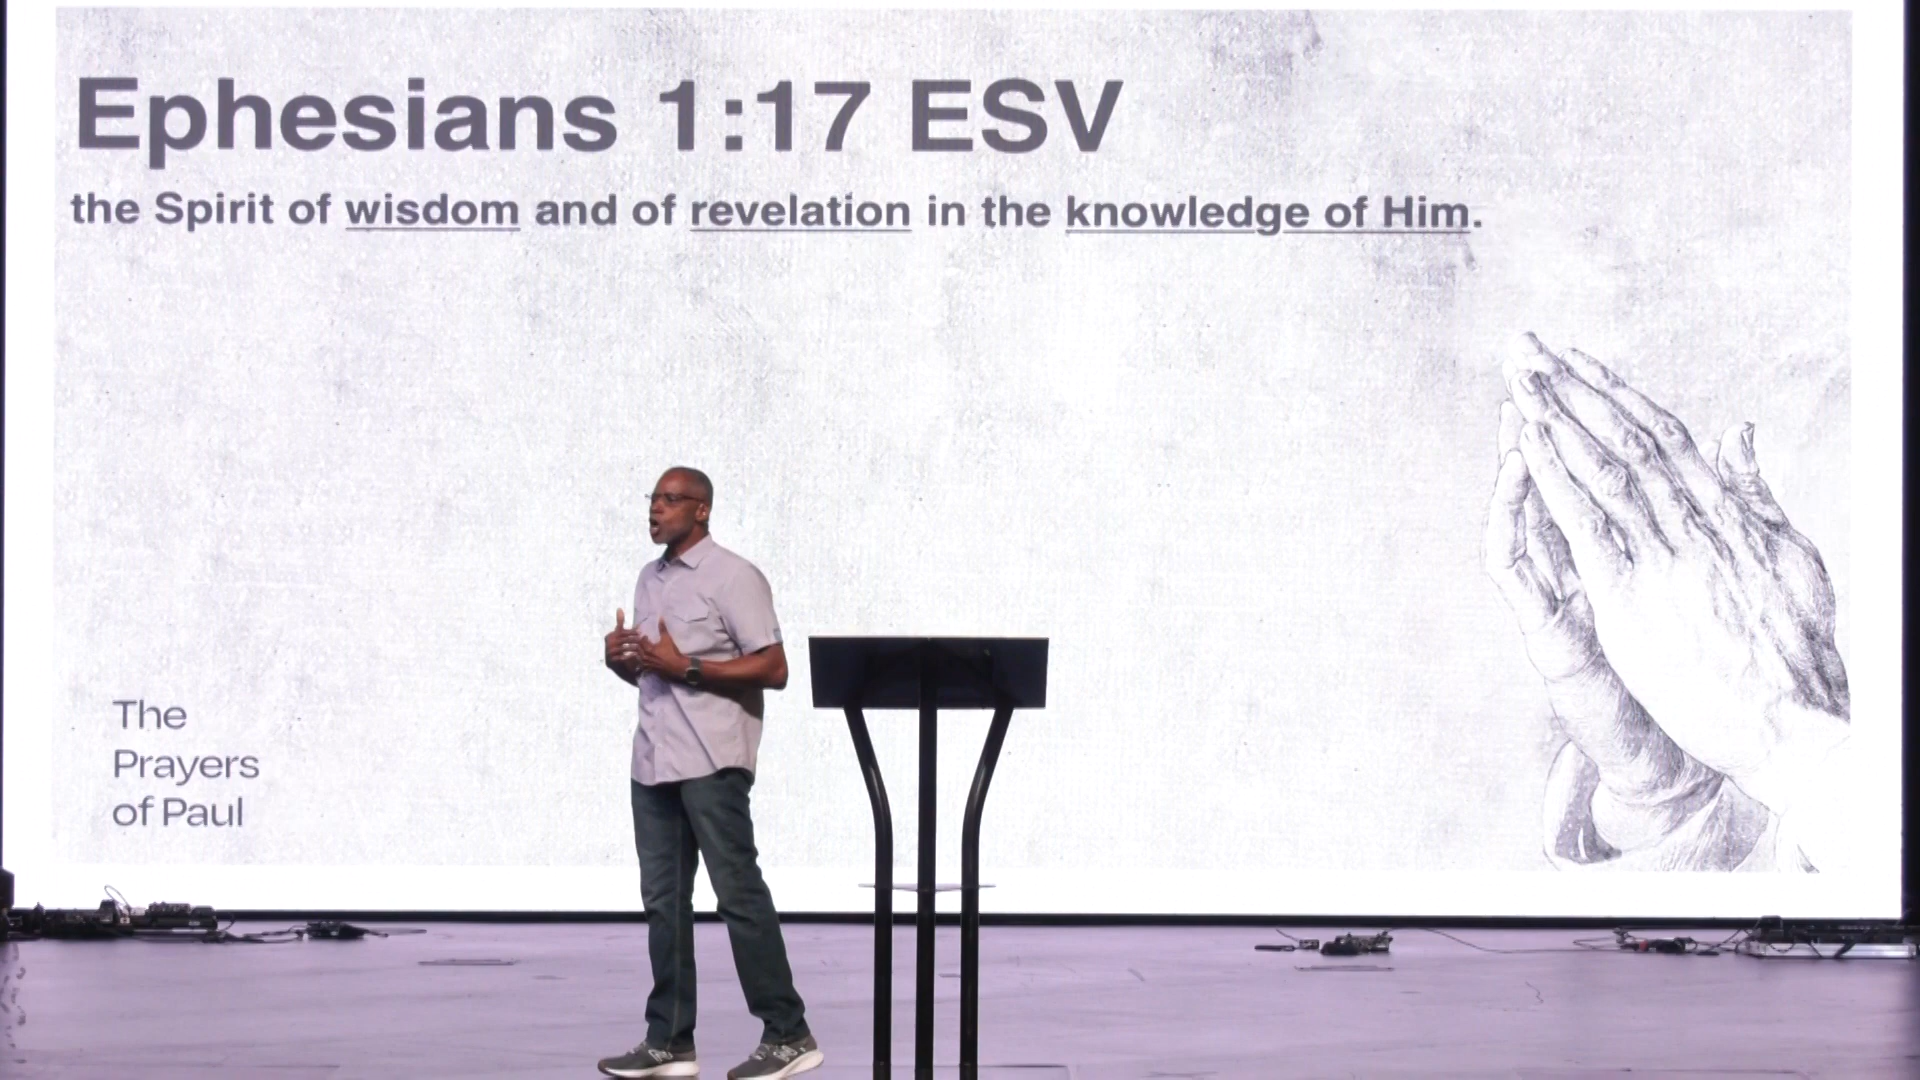 Ephesians 1:17 ESV
the Spirit of wisdom and of revelation in the knowledge of Him.
The
Prayers
of Paul